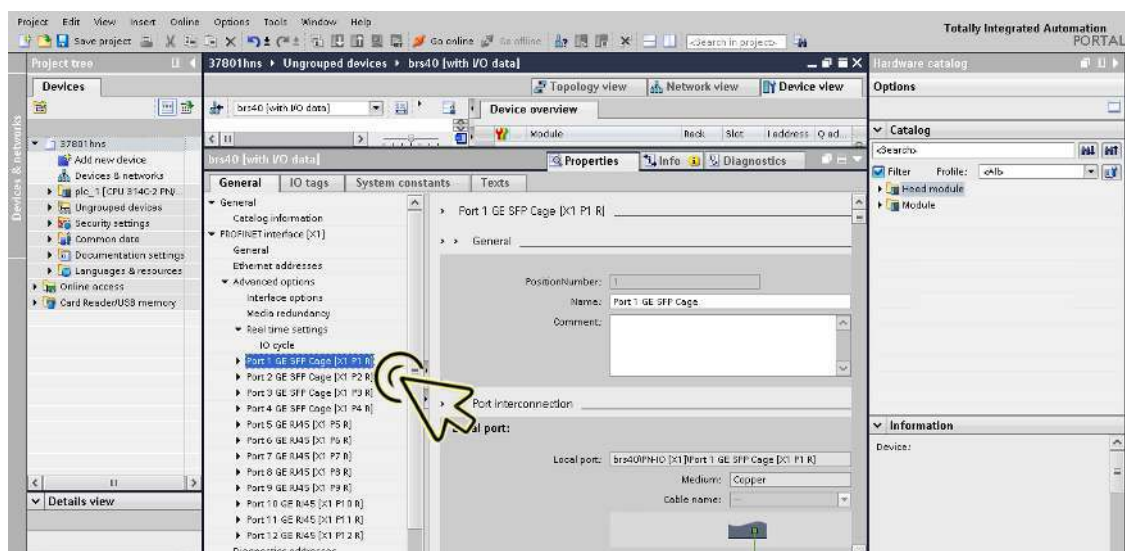 Project Edit View Insert Online Options Tools Window Help
Totally Integrated Automation
PORTAL
Save project
Go online
Go offline
<Search in project>
Project tree
37801hns
Ungrouped devices
brs40 [with I/O data]
Hardware catalog
Devices
Topology view
Network view
Device view
Options
brs40 [with I/O data]
Device overview
Module
Rack
Slot
I address
Q ad...
Catalog
<Search>
Filter
Profile:
<All>
Head module
Module
Devices & networks
37801hns
Add new device
Devices & networks
plc_1 [CPU 314C-2 PN/...
Ungrouped devices
Security settings
Common data
Documentation settings
Languages & resources
Online access
Card Reader/USB memory
Details view
brs40 [with I/O data]
Properties
Info
Diagnostics
General
IO tags
System constants
Texts
General
Catalog information
PROFINET interface [X1]
General
Ethernet addresses
Advanced options
Interface options
Media redundancy
Real time settings
IO cycle
Port 1 GE SFP Cage [X1 P1 R]
Port 2 GE SFP Cage [X1 P2 R]
Port 3 GE SFP Cage [X1 P3 R]
Port 4 GE SFP Cage [X1 P4 R]
Port 5 GE RJ45 [X1 P5 R]
Port 6 GE RJ45 [X1 P6 R]
Port 7 GE RJ45 [X1 P7 R]
Port 8 GE RJ45 [X1 P8 R]
Port 9 GE RJ45 [X1 P9 R]
Port 10 GE RJ45 [X1 P10 R]
Port 11 GE RJ45 [X1 P11 R]
Port 12 GE RJ45 [X1 P12 R]
Diagnostics addresses
Port 1 GE SFP Cage [X1 P1 R]
General
PositionNumber: 1
Name: Port 1 GE SFP Cage
Comment:
Port interconnection
Local port:
Local port: brs40\PN-IO [X1]\Port 1 GE SFP Cage [X1 P1 R]
Medium: Copper
Cable name: ---
Information
Device: